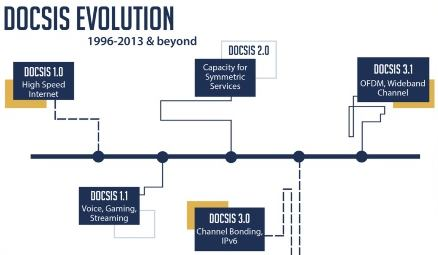 DOCSIS EVOLUTION
1996-2013 & beyond
DOCSIS 1.0
High Speed
Internet
DOCSIS 1.1
Voice, Gaming,
Streaming
DOCSIS 2.0
Capacity for
Symmetric
Services
DOCSIS 3.0
Channel Bonding,
IPv6
DOCSIS 3.1
OFDM, Wideband
Channel